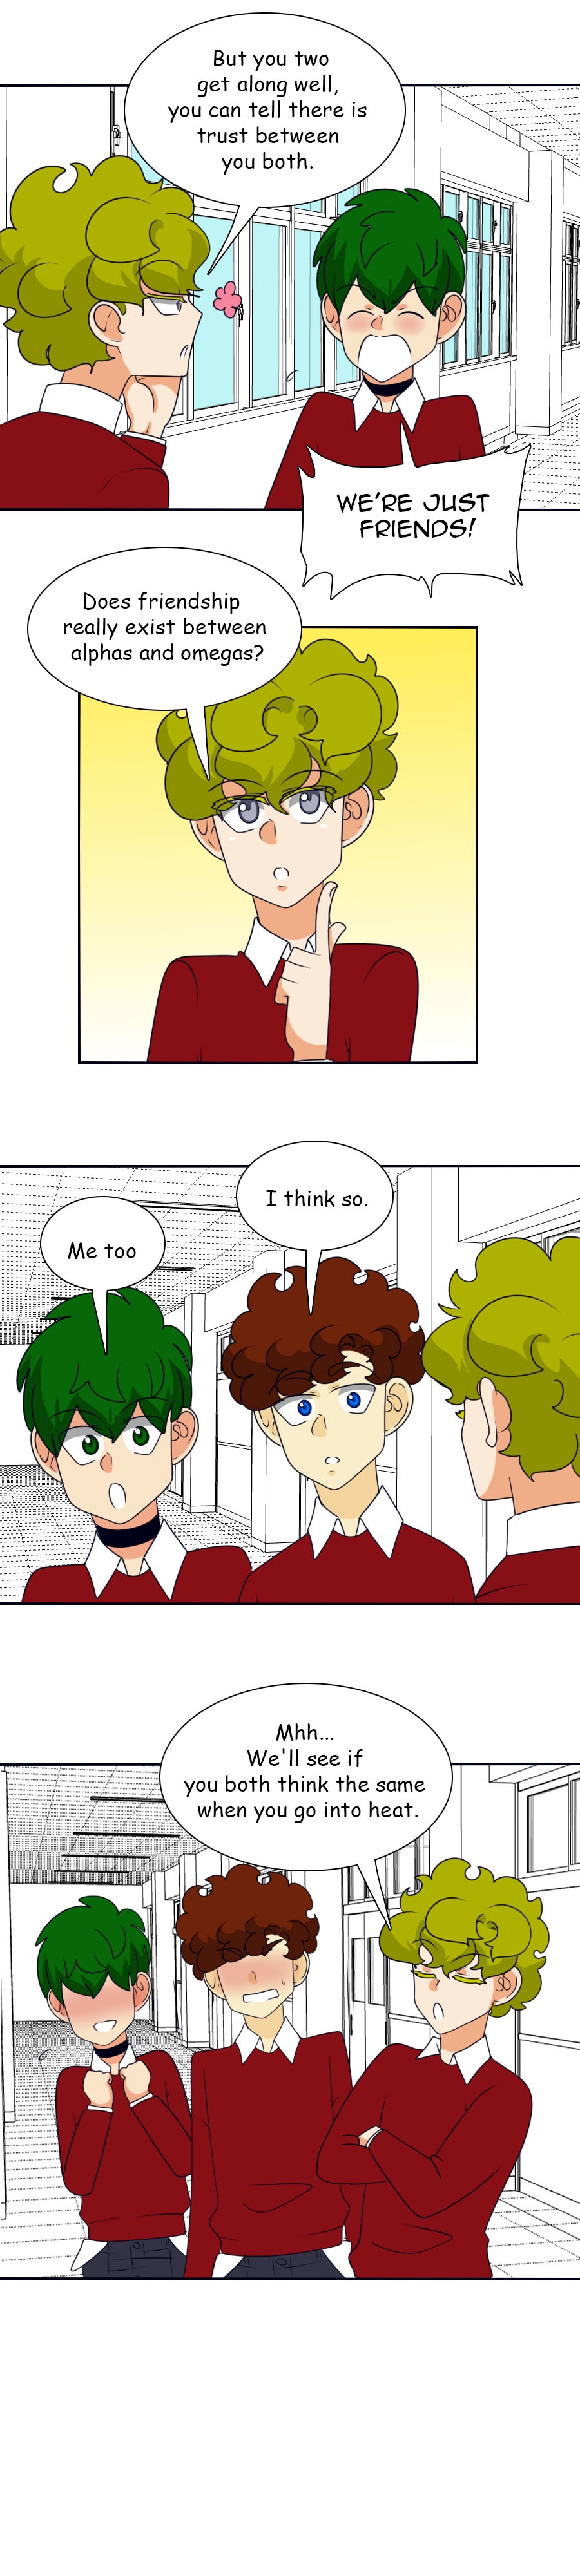 But you two
get along well,
you can tell there is
trust between
you both.
WE'RE JUST
FRIENDS!
Does friendship
really exist between
alphas and omegas?
I think so.
Me too
Mhh...
We'll see if
you both think the same
when you go into heat.